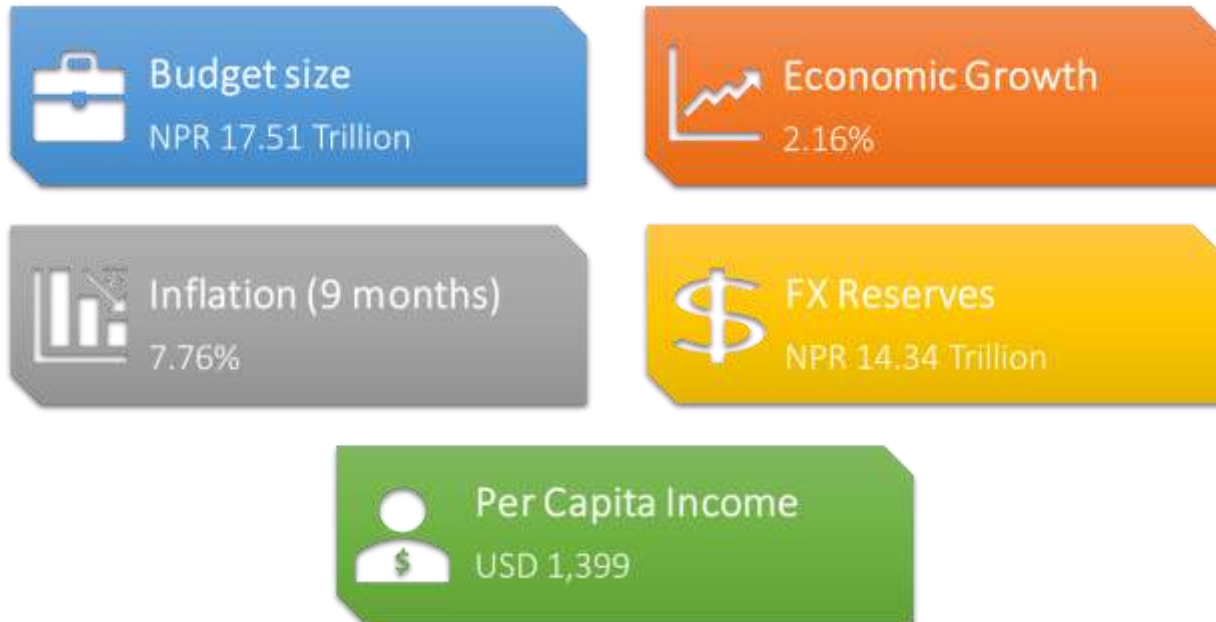 Budget size
NPR 17.51 Trillion
Economic Growth
2.16%
Inflation (9 months)
7.76%
FX Reserves
NPR 14.34 Trillion
Per Capita Income
$
USD 1,399